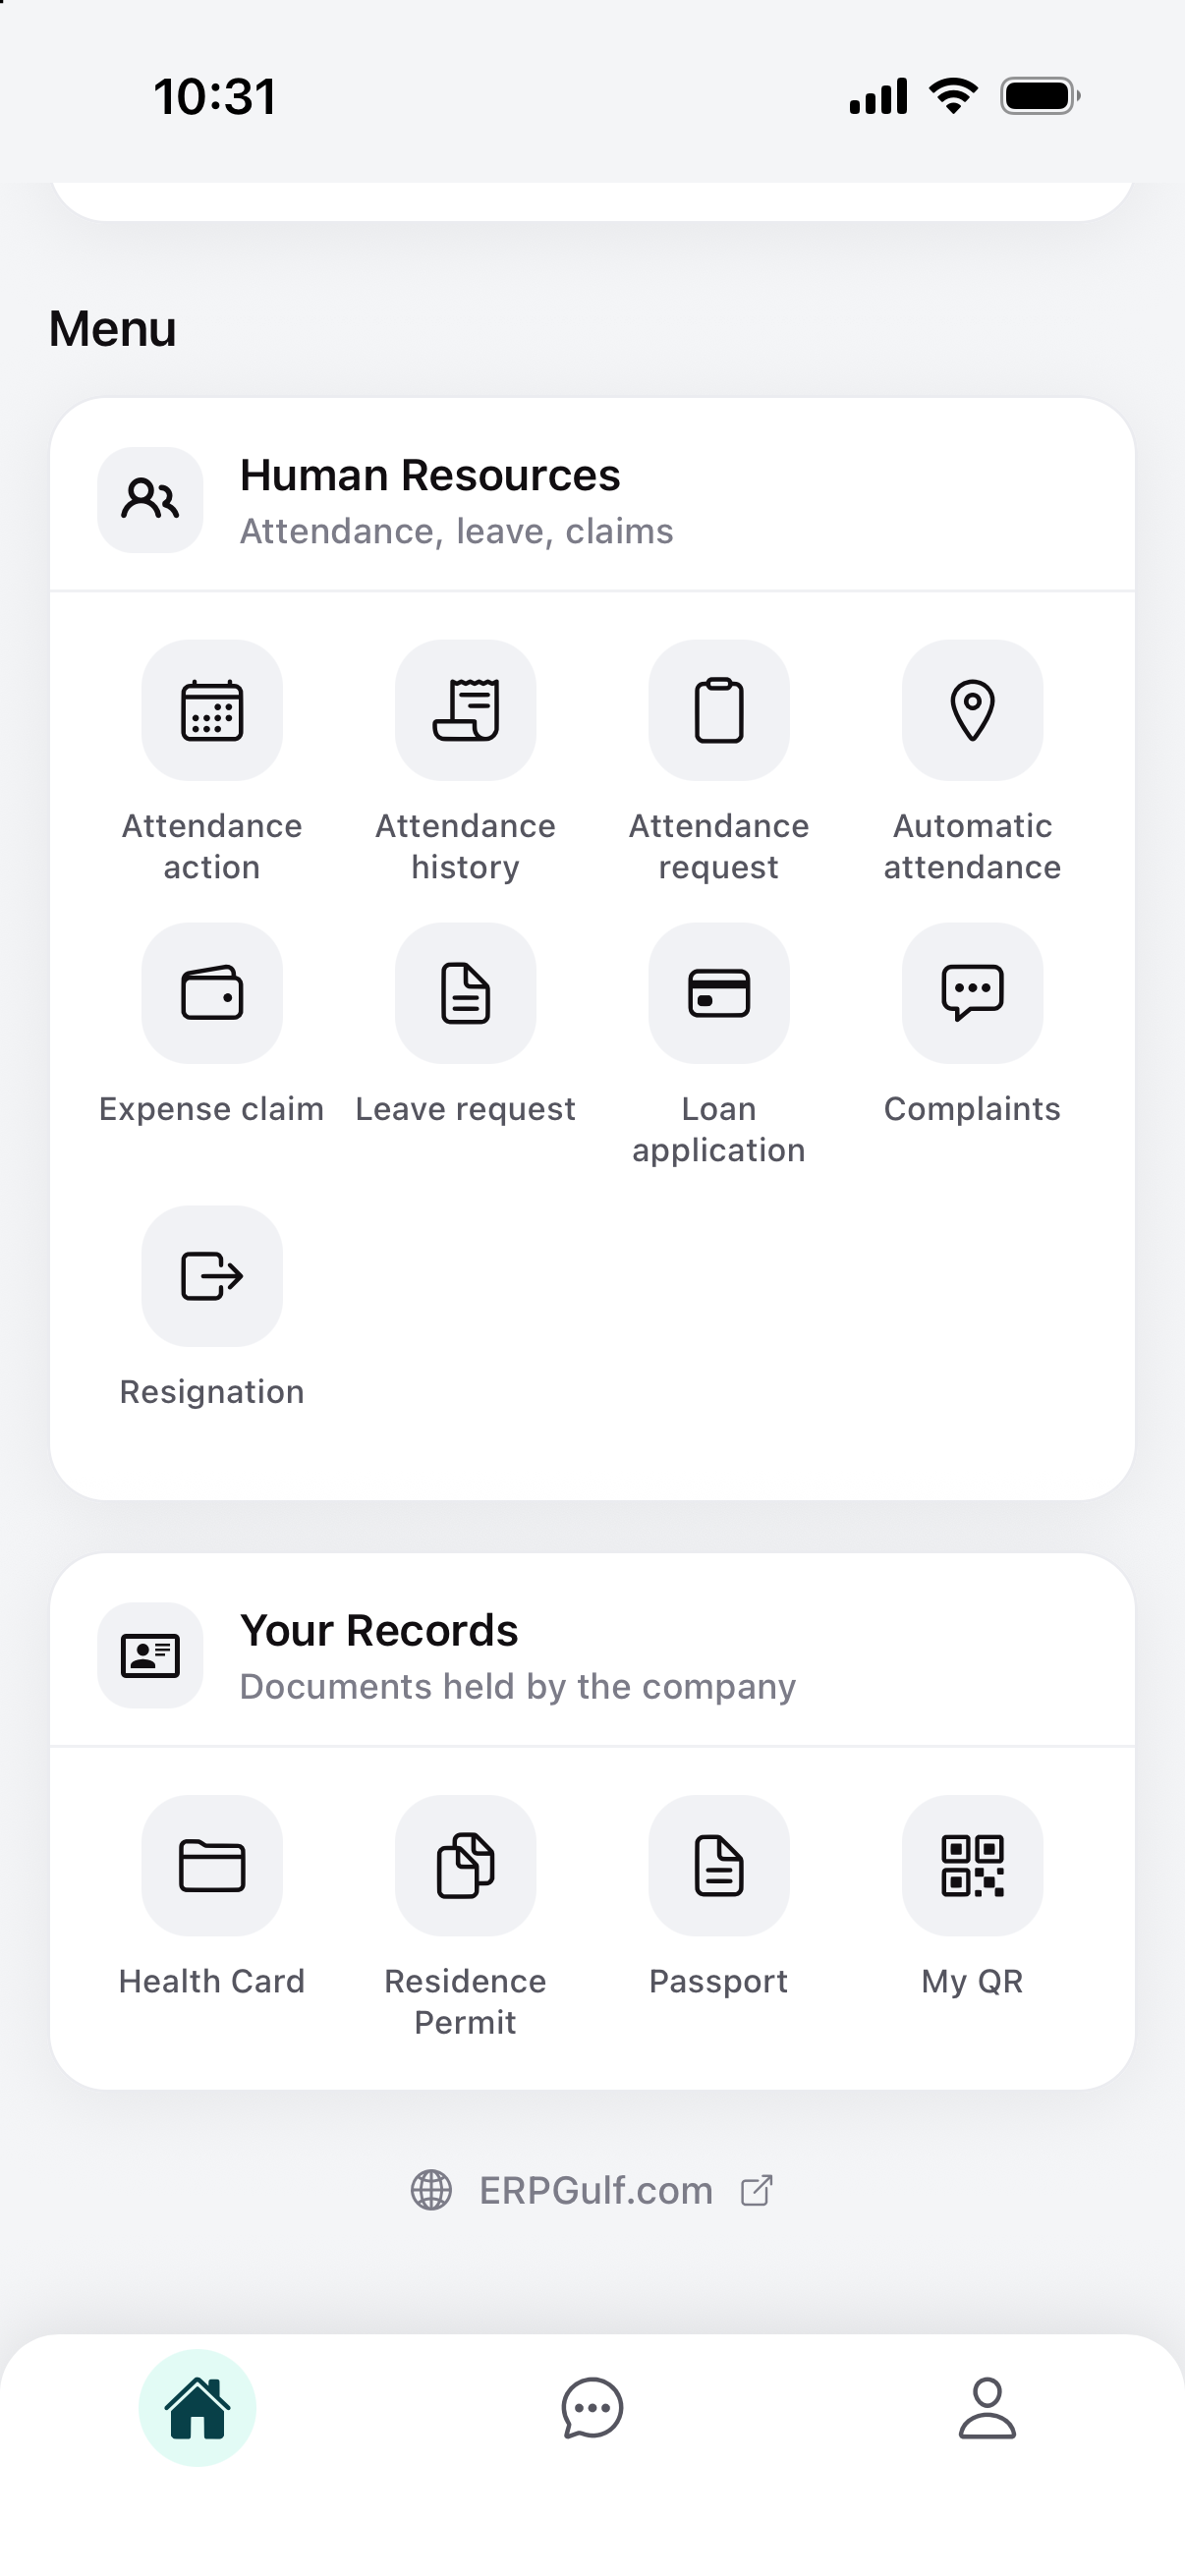 10:31
Menu
Human Resources
Attendance, leave, claims
Attendance action
Attendance history
Attendance request
Automatic attendance
Expense claim
Leave request
Loan application
Complaints
Resignation
Your Records
Documents held by the company
Health Card
Residence Permit
Passport
My QR
ERPGulf.com